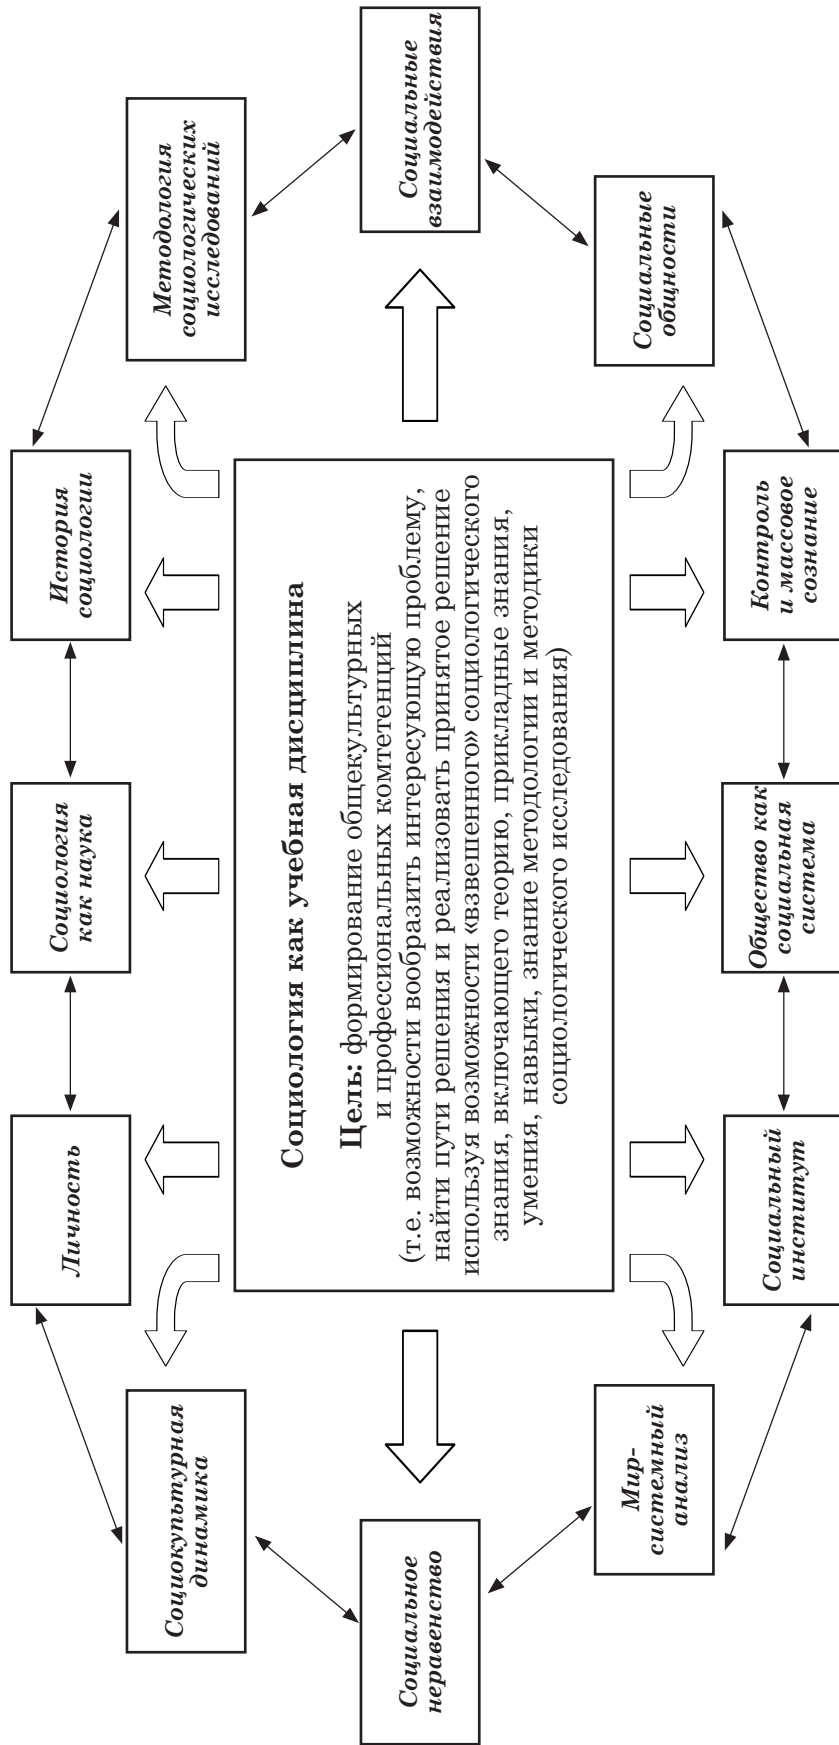 Личность
Социология
как наука
История
социологии
Социокупьтурная
динамика
Методология
социологических
исследований
Социальное
неравенство
Социология как учебная дисциплина
Цель: формирование общекультурных
и профессиональных комтетенций
(т.е. возможности вообразить интересующую проблему,
найти пути решения и реализовать принятое решение
используя возможности «взвешенного» социологического
знания, включающего теорию, прикладные знания,
умения, навыки, знание методологии и методики
социологического исследования)
Социальные
взаимодействия
Мир-
системный
анализ
Социальные
общности
Социальный
институт
Общество как
социальная
система
Контроль
и массовое
сознание